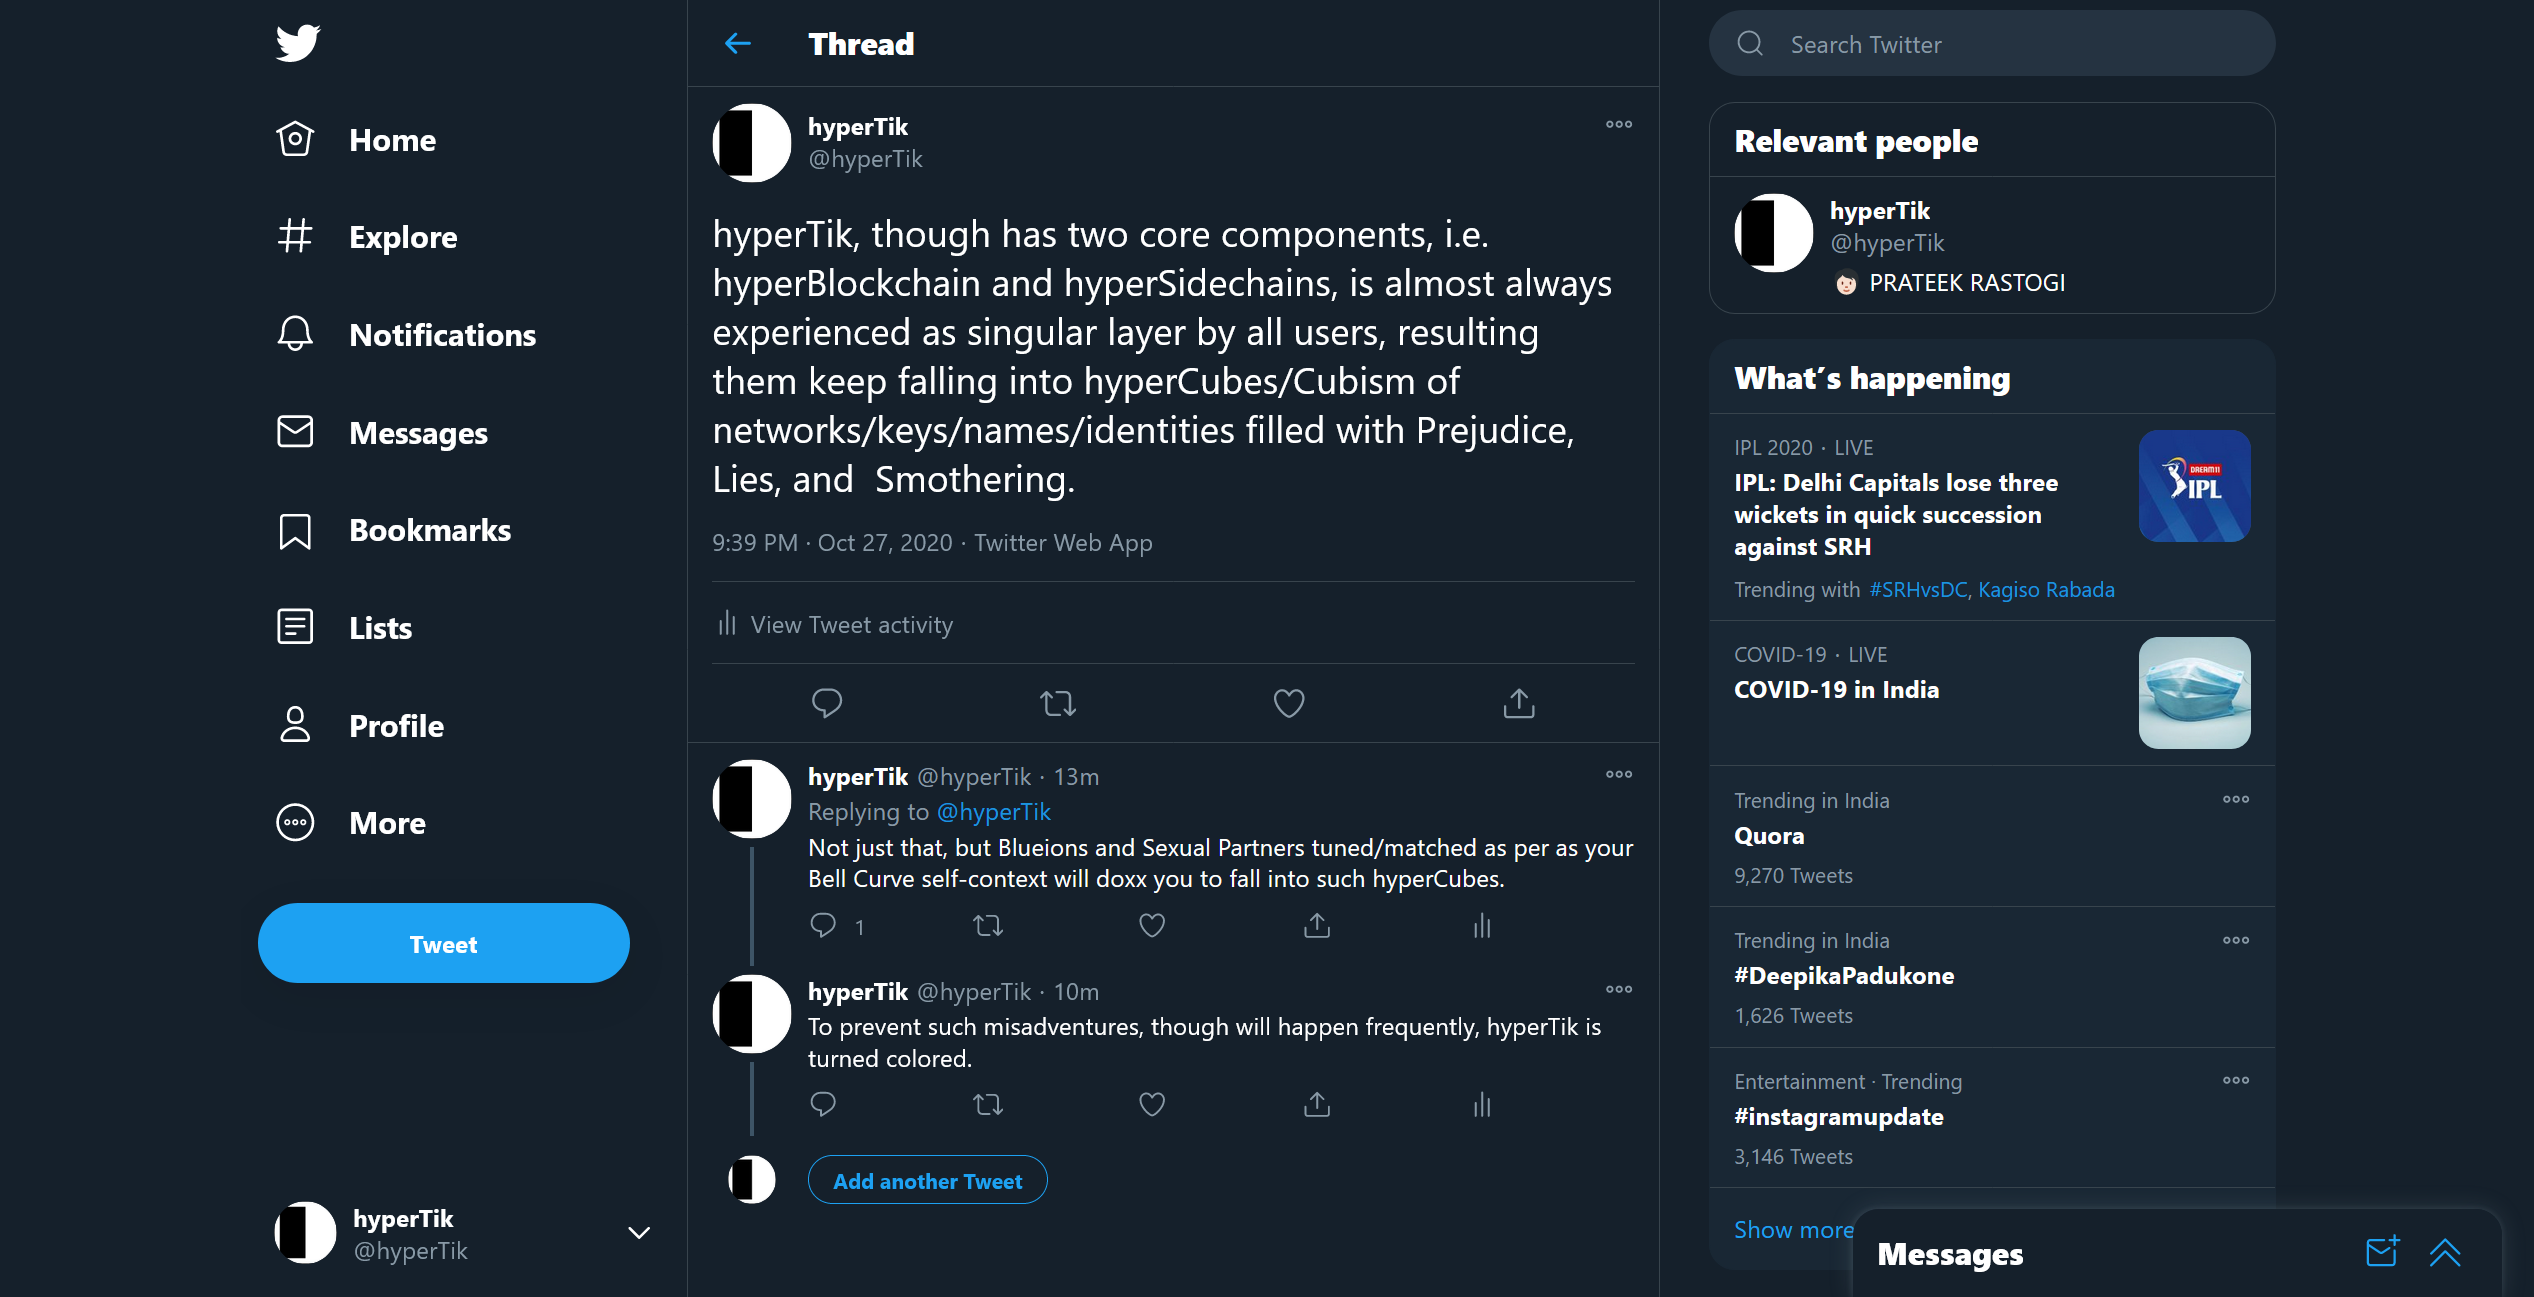 Home
Explore
Notifications
Messages
Bookmarks
Lists
Profile
More
Tweet
hyperTik
@hyperTik
Thread
hyperTik
@hyperTik
hyperTik, though has two core components, i.e.
hyperBlockchain and hyperSidechains, is almost always
experienced as singular layer by all users, resulting
them keep falling into hyperCubes/Cubism of
networks/keys/names/identities filled with Prejudice,
Lies, and  Smothering.
9:39 PM · Oct 27, 2020 · Twitter Web App
View Tweet activity
hyperTik @hyperTik · 13m
Replying to @hyperTik
Not just that, but Blueions and Sexual Partners tuned/matched as per as your
Bell Curve self-context will doxx you to fall into such hyperCubes.
1
hyperTik @hyperTik · 10m
To prevent such misadventures, though will happen frequently, hyperTik is
turned colored.
Add another Tweet
Search Twitter
Relevant people
hyperTik
@hyperTik
PRATEEK RASTOGI
What's happening
IPL 2020 · LIVE
IPL: Delhi Capitals lose three
wickets in quick succession
against SRH
DREAM11
IPL
Trending with #SRHvsDC, Kagiso Rabada
COVID-19 · LIVE
COVID-19 in India
Trending in India
Quora
9,270 Tweets
Trending in India
#DeepikaPadukone
1,626 Tweets
Entertainment · Trending
#instagramupdate
3,146 Tweets
Show more
Messages